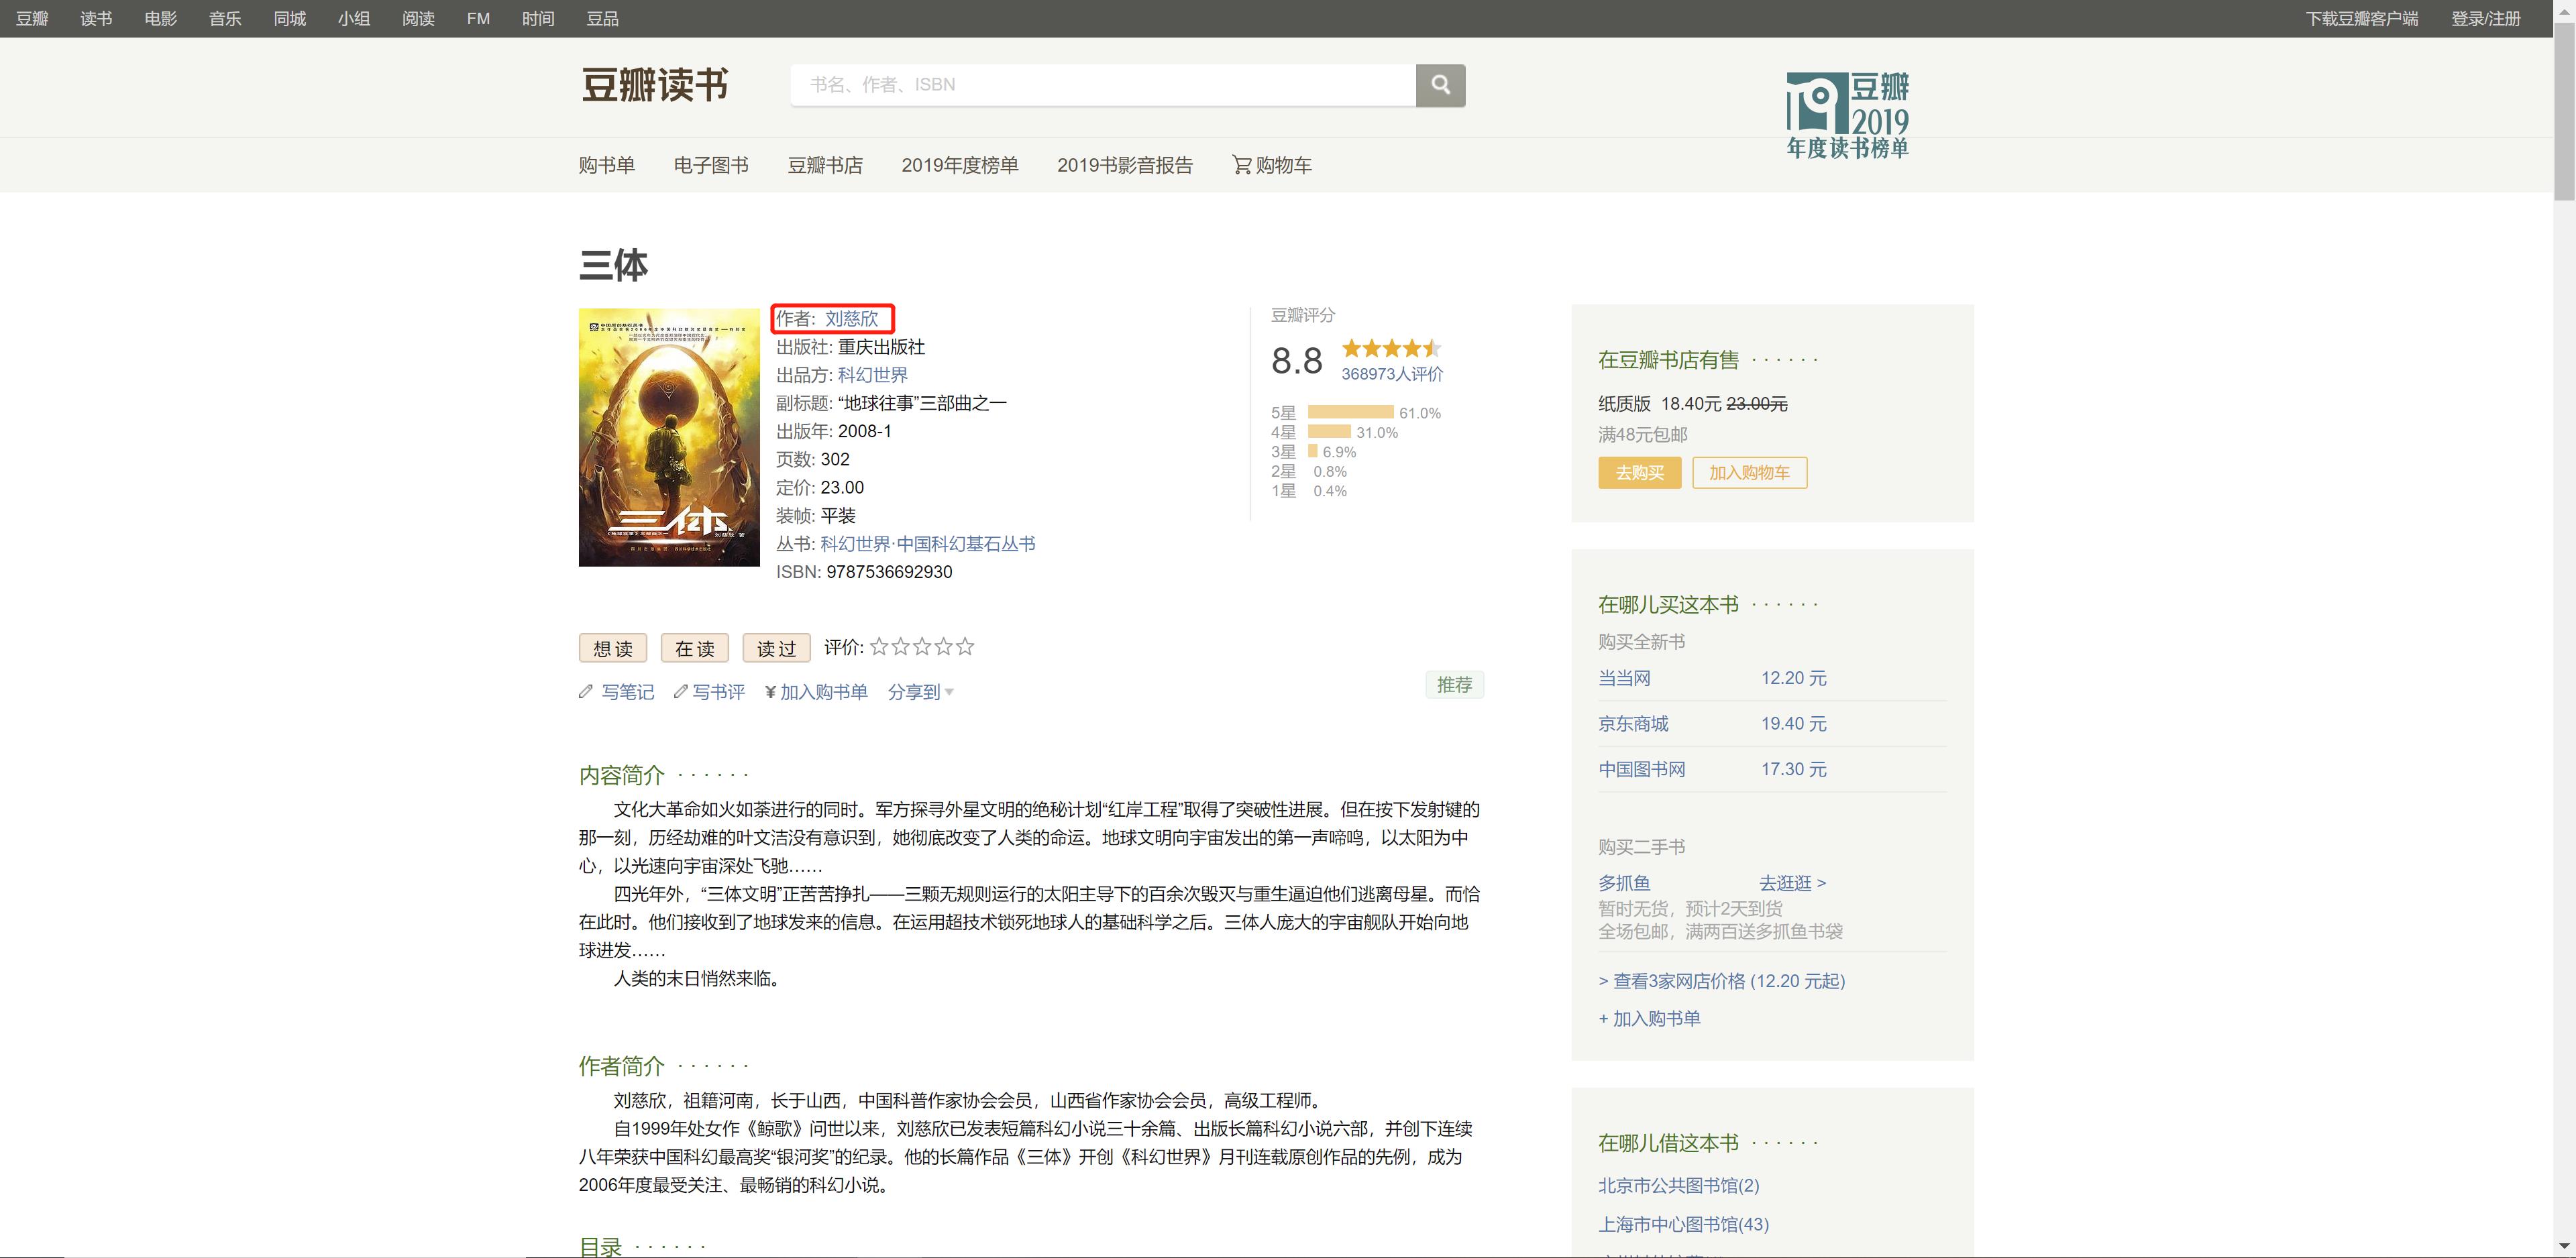 豆瓣 读书 电影 音乐 同城 小组 阅读 FM 时间 豆品 下载豆瓣客户端 登录/注册
豆瓣读书
书名、作者、ISBN
豆瓣
2019
年度读书榜单
购书单 电子图书 豆瓣书店 2019年度榜单 2019书影音报告 购物车
三体
作者: 刘慈欣
出版社: 重庆出版社
出品方: 科幻世界
副标题: “地球往事”三部曲之一
出版年: 2008-1
页数: 302
定价: 23.00
装帧: 平装
丛书: 科幻世界·中国科幻基石丛书
ISBN: 9787536692930
三体
刘慈欣 著
豆瓣评分
8.8
368973人评价
5星 61.0%
4星 31.0%
3星 6.9%
2星 0.8%
1星 0.4%
想读 在读 读过 评价:
写笔记 写书评 ¥加入购书单 分享到
推荐
内容简介 · · · · · ·
文化大革命如火如荼进行的同时。军方探寻外星文明的绝秘计划“红岸工程”取得了突破性进展。但在按下发射键的
那一刻，历经劫难的叶文洁没有意识到，她彻底改变了人类的命运。地球文明向宇宙发出的第一声啼鸣，以太阳为中
心，以光速向宇宙深处飞驰……
四光年外，“三体文明”正苦苦挣扎——三颗无规则运行的太阳主导下的百余次毁灭与重生逼迫他们逃离母星。而恰
在此时。他们接收到了地球发来的信息。在运用超技术锁死地球人的基础科学之后。三体人庞大的宇宙舰队开始向地
球进发……
人类的末日悄然来临。
作者简介 · · · · · ·
刘慈欣，祖籍河南，长于山西，中国科普作家协会会员，山西省作家协会会员，高级工程师。
自1999年处女作《鲸歌》问世以来，刘慈欣已发表短篇科幻小说三十余篇、出版长篇科幻小说六部，并创下连续
八年荣获中国科幻最高奖“银河奖”的纪录。他的长篇作品《三体》开创《科幻世界》月刊连载原创作品的先例，成为
2006年度最受关注、最畅销的科幻小说。
目录 · · · · · ·
在豆瓣书店有售 · · · · · ·
纸质版 18.40元 23.00元
满48元包邮
去购买 加入购物车
在哪儿买这本书 · · · · · ·
购买全新书
当当网 12.20 元
京东商城 19.40 元
中国图书网 17.30 元
购买二手书
多抓鱼 去逛逛 >
暂时无货，预计2天到货
全场包邮，满两百送多抓鱼书袋
> 查看3家网店价格 (12.20 元起)
+ 加入购书单
在哪儿借这本书 · · · · · ·
北京市公共图书馆(2)
上海市中心图书馆(43)